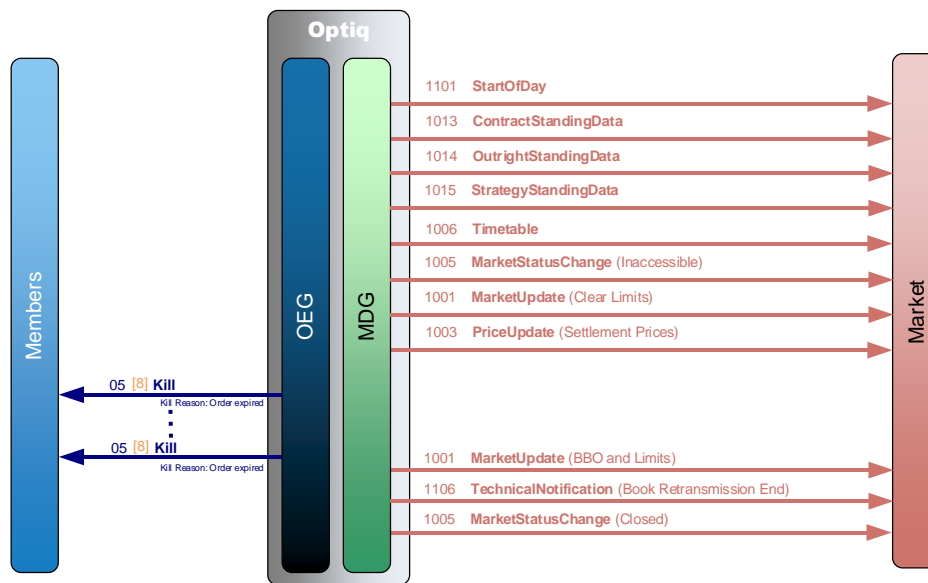 Optiq
Members
OEG
MDG
Market
1101 StartOfDay
1013 ContractStandingData
1014 OutrightStandingData
1015 StrategyStandingData
1006 Timetable
1005 MarketStatusChange (Inaccessible)
1001 MarketUpdate (Clear Limits)
1003 PriceUpdate (Settlement Prices)
05 [8] Kill
Kill Reason: Order expired
05 [8] Kill
Kill Reason: Order expired
1001 MarketUpdate (BBO and Limits)
1106 TechnicalNotification (Book Retransmission End)
1005 MarketStatusChange (Closed)